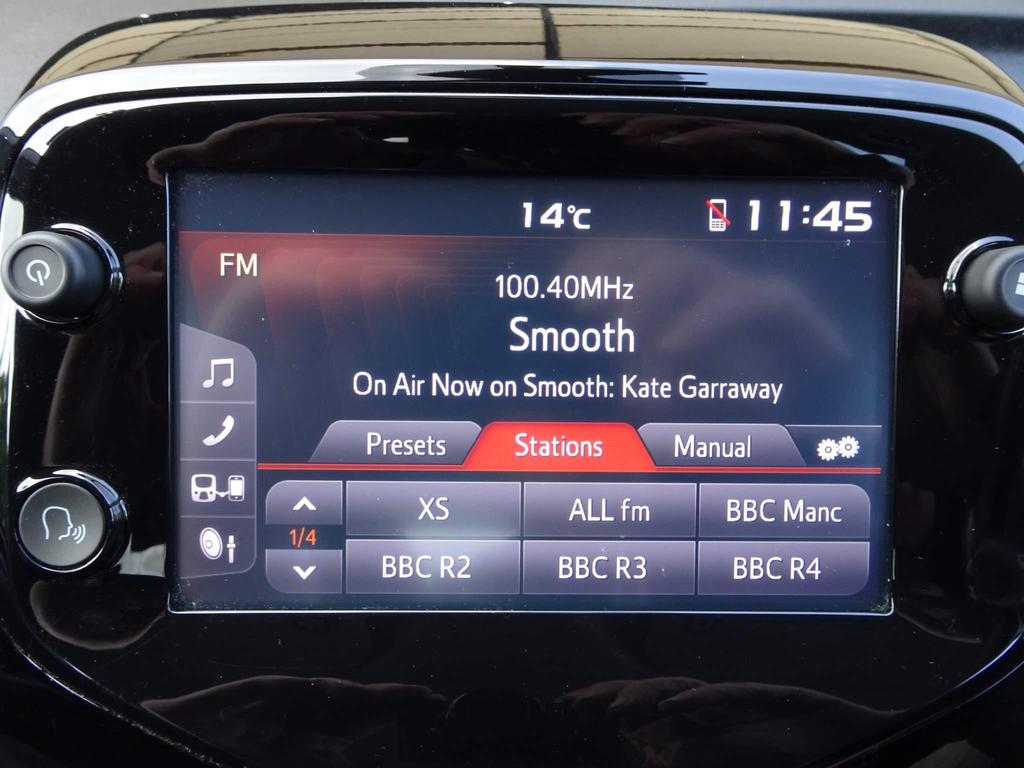 14°C 11:45
FM
100.40MHz
Smooth
On Air Now on Smooth: Kate Garraway
Presets Stations Manual
XS ALL fm BBC Manc
1/4
BBC R2 BBC R3 BBC R4